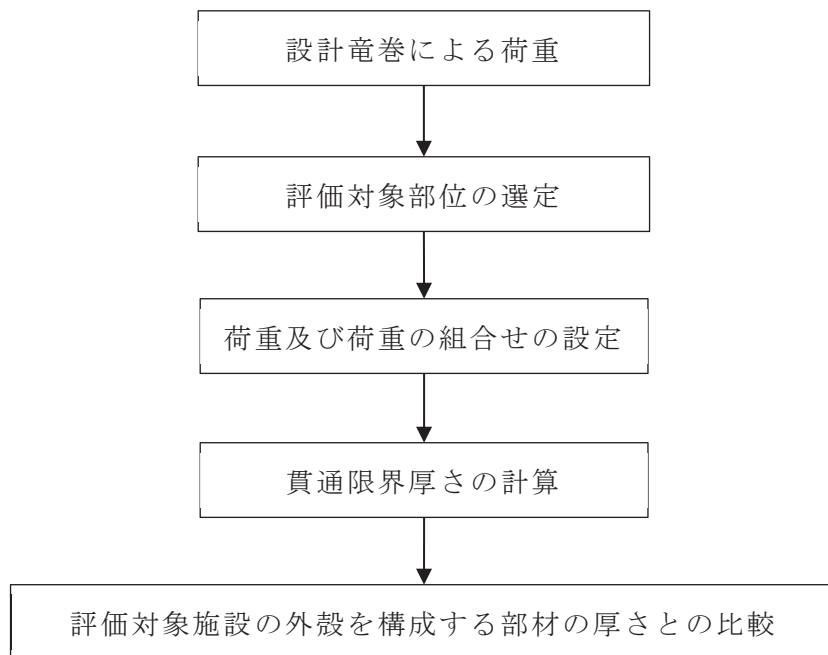 設計竜巻による荷重
評価対象部位の選定
荷重及び荷重の組合せの設定
貫通限界厚さの計算
評価対象施設の外殻を構成する部材の厚さとの比較